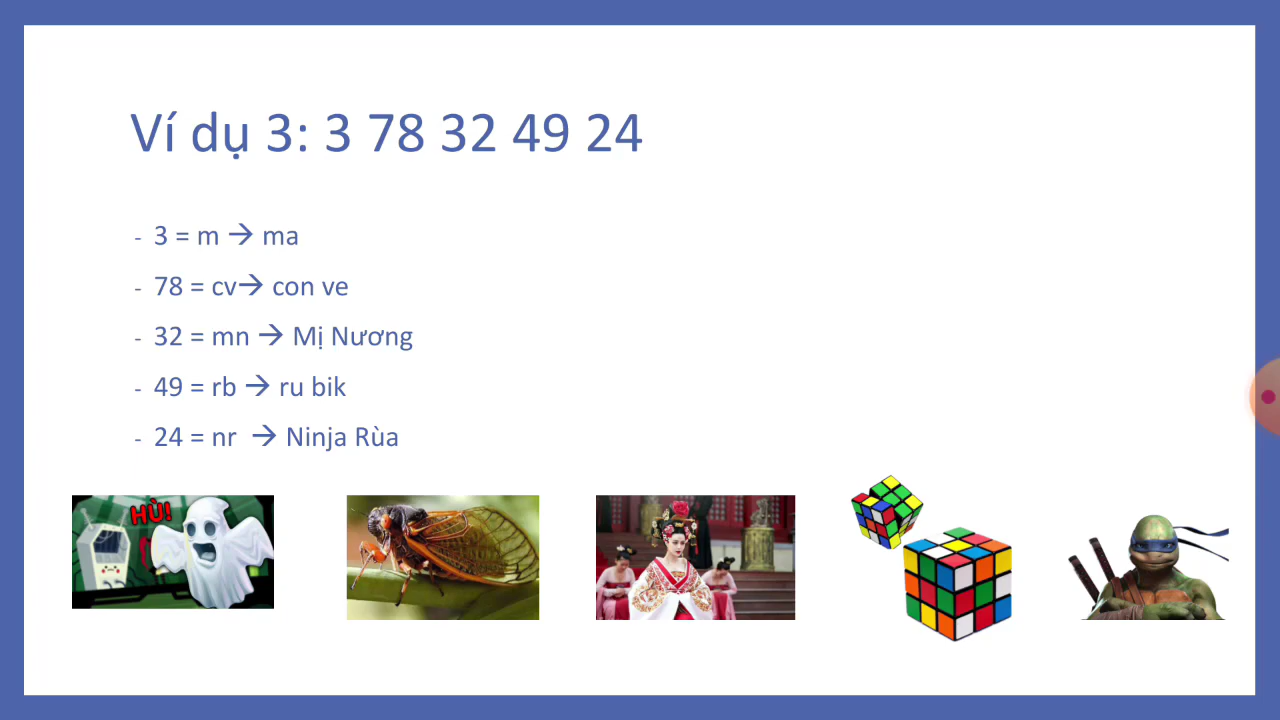 Ví dụ 3: 3 78 32 49 24
- 3 = m → ma
- 78 = cv→ con ve
- 32 = mn → Mị Nương
- 49 = rb → ru bik
- 24 = nr → Ninja Rùa
HÙ!